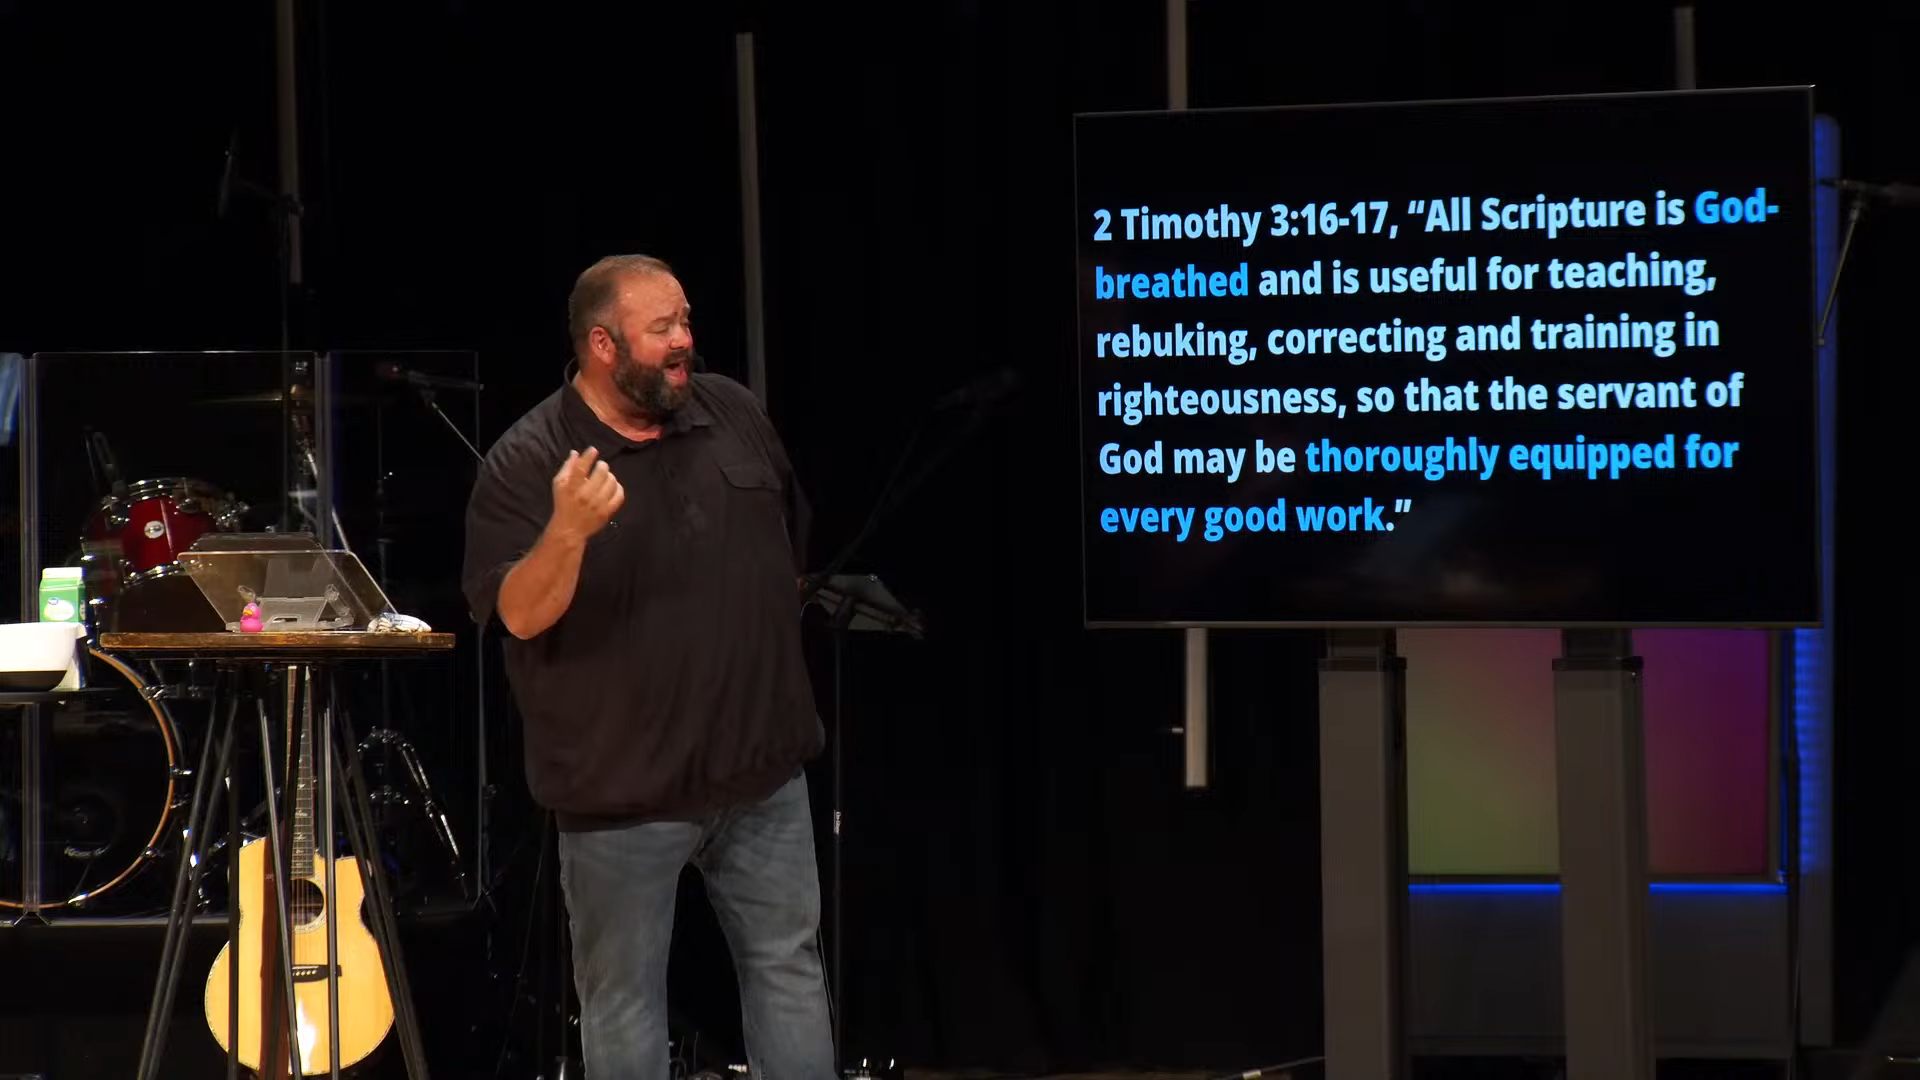 2 Timothy 3:16-17, “All Scripture is God-
breathed and is useful for teaching,
rebuking, correcting and training in
righteousness, so that the servant of
God may be thoroughly equipped for
every good work.”